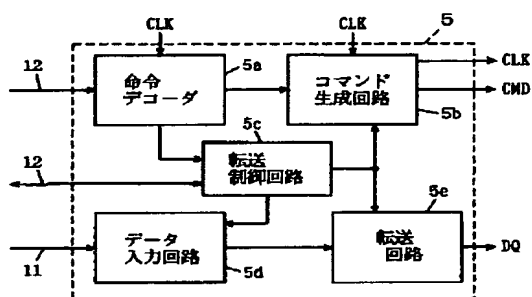 CLK
CLK
5
12
命令
デコーダ
5a
コマンド
生成回路
5b
CLK
CMD
5c
12
転送
制御回路
5e
11
データ
入力回路
5d
転送
回路
DQ